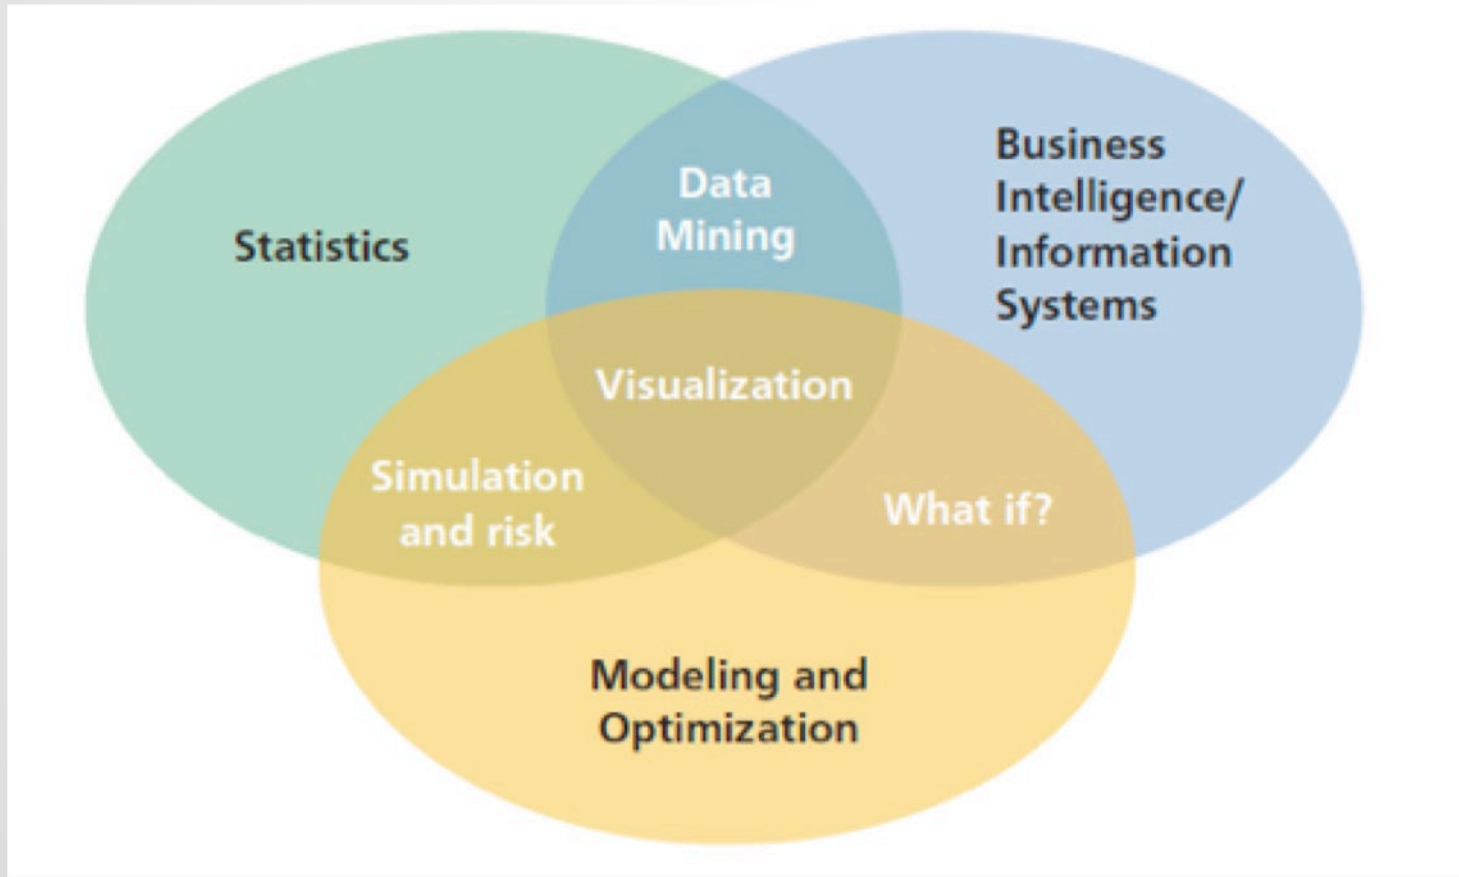 Statistics
Data
Mining
Business
Intelligence/
Information
Systems
Visualization
Simulation
and risk
What if?
Modeling and
Optimization